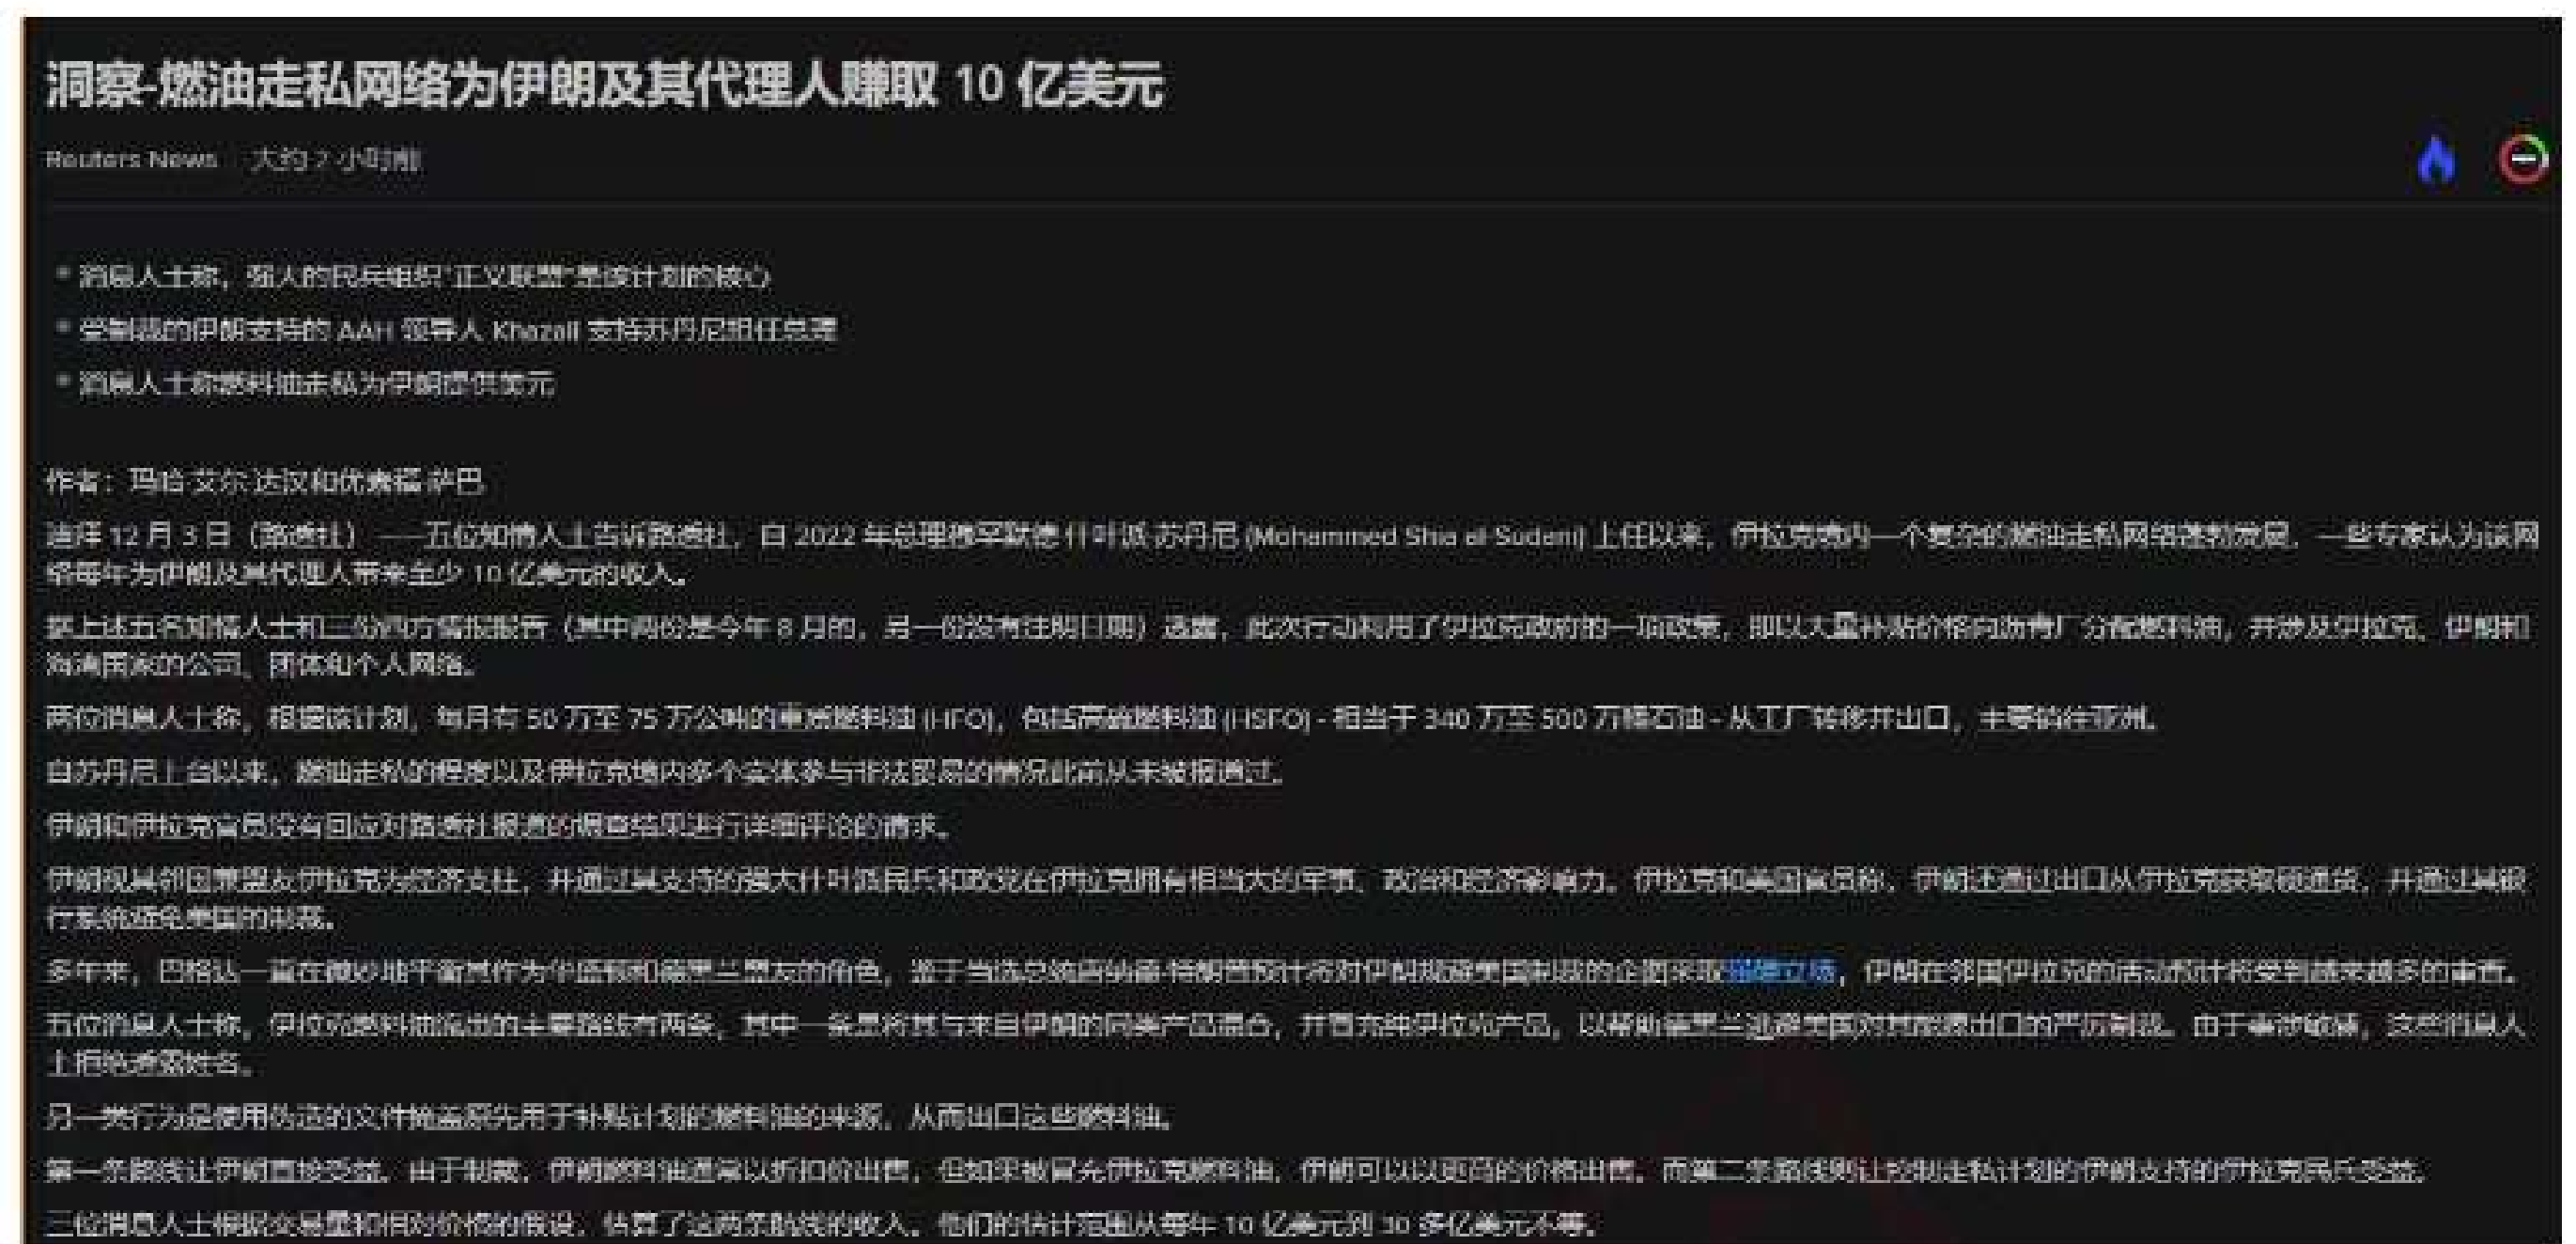 洞察-燃油走私网络为伊朗及其代理人赚取 10 亿美元
Reuters News 大约 2 小时前
* 消息人士称，强大的民兵组织“正义联盟”是该计划的核心
* 受制裁的伊朗支持的 AAH 领导人 Khazali 支持苏丹尼担任总理
* 消息人士称燃料油走私为伊朗提供美元
作者：玛哈 艾尔 达汉和优素福 萨巴
迪拜 12 月 3 日（路透社）——五位知情人士告诉路透社，自 2022 年总理穆罕默德 什叶派 苏丹尼 (Mohammed Shia al-Sudani) 上任以来，伊拉克境内一个复杂的燃油走私网络蓬勃发展，一些专家认为该网
络每年为伊朗及其代理人带来至少 10 亿美元的收入。
据上述五名知情人士和三份西方情报报告（其中两份是今年 8 月的，另一份没有注明日期）透露，此次行动利用了伊拉克政府的一项政策，即以大量补贴价格向沥青厂分配燃料油，并涉及伊拉克、伊朗和
海湾国家的公司、团体和个人网络。
两位消息人士称，根据该计划，每月有 50 万至 75 万公吨的重质燃料油 (HFO)，包括高硫燃料油 (HSFO) - 相当于 340 万至 500 万桶石油 - 从工厂转移并出口，主要销往亚洲。
自苏丹尼上台以来，燃油走私的程度以及伊拉克境内多个实体参与非法贸易的情况此前从未被报道过。
伊朗和伊拉克官员没有回应对路透社报道的调查结果进行详细评论的请求。
伊朗视其邻国兼盟友伊拉克为经济支柱，并通过其支持的强大什叶派民兵和政党在伊拉克拥有相当大的军事、政治和经济影响力。伊拉克和美国官员称，伊朗还通过出口从伊拉克获取硬通货，并通过其银
行系统避免美国的制裁。
多年来，巴格达一直在微妙地平衡其作为华盛顿和德黑兰盟友的角色，鉴于当选总统唐纳德 特朗普预计将对伊朗规避美国制裁的企图采取强硬立场，伊朗在邻国伊拉克的活动预计将受到越来越多的审查。
五位消息人士称，伊拉克燃料油流出的主要路线有两条，其中一条是将其与来自伊朗的同类产品混合，并冒充纯伊拉克产品，以帮助德黑兰逃避美国对其能源出口的严厉制裁。由于事涉敏感，这些消息人
士拒绝透露姓名。
另一类行为是使用伪造的文件掩盖原先用于补贴计划的燃料油的来源，从而出口这些燃料油。
第一条路线让伊朗直接受益。由于制裁，伊朗燃料油通常以折扣价出售，但如果被冒充伊拉克燃料油，伊朗可以以更高的价格出售。而第二条路线则让控制走私计划的伊朗支持的伊拉克民兵受益。
三位消息人士根据交易量和相对价格的假设，估算了这两条路线的收入。他们的估计范围从每年 10 亿美元到 30 多亿美元不等。